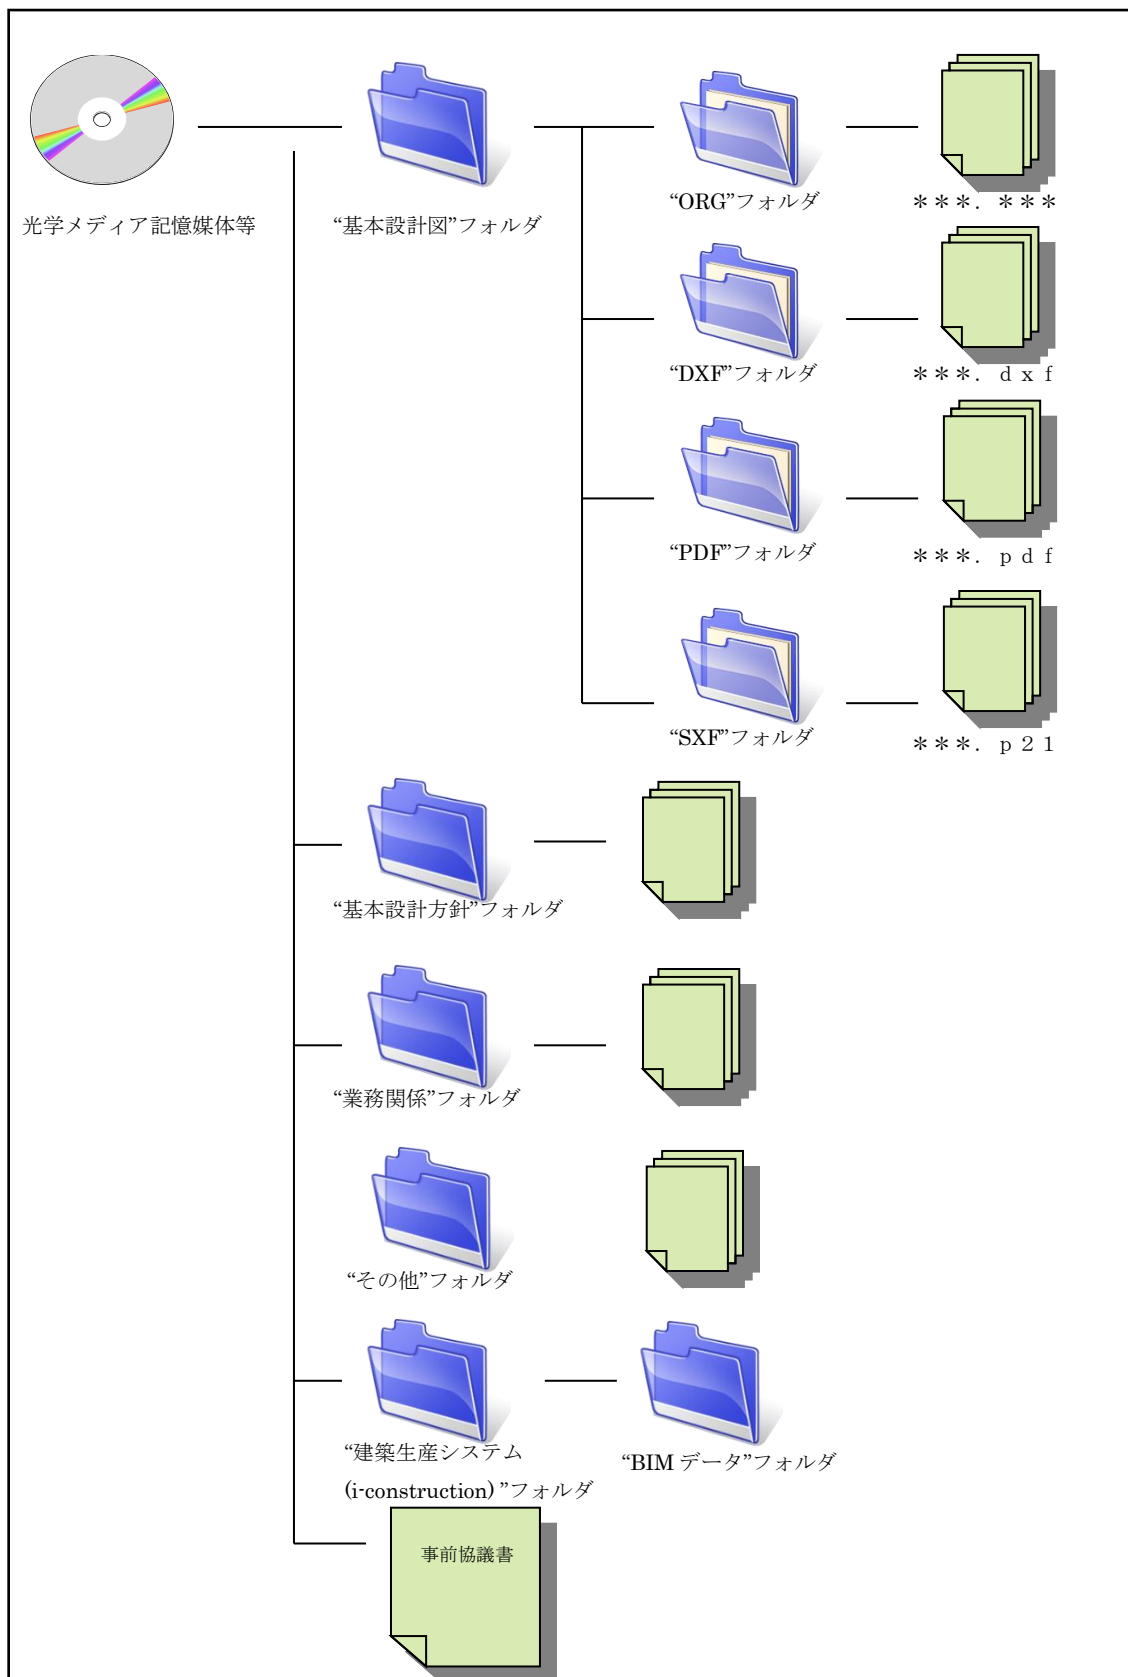 光学メディア記憶媒体等
“基本設計図”フォルダ
“ORG”フォルダ
＊＊＊．＊＊＊
“DXF”フォルダ
＊＊＊．ｄｘｆ
“PDF”フォルダ
＊＊＊．ｐｄｆ
“SXF”フォルダ
＊＊＊．ｐ２１
“基本設計方針”フォルダ
“業務関係”フォルダ
“その他”フォルダ
“建築生産システム
(i-construction) ”フォルダ
“BIM データ”フォルダ
事前協議書